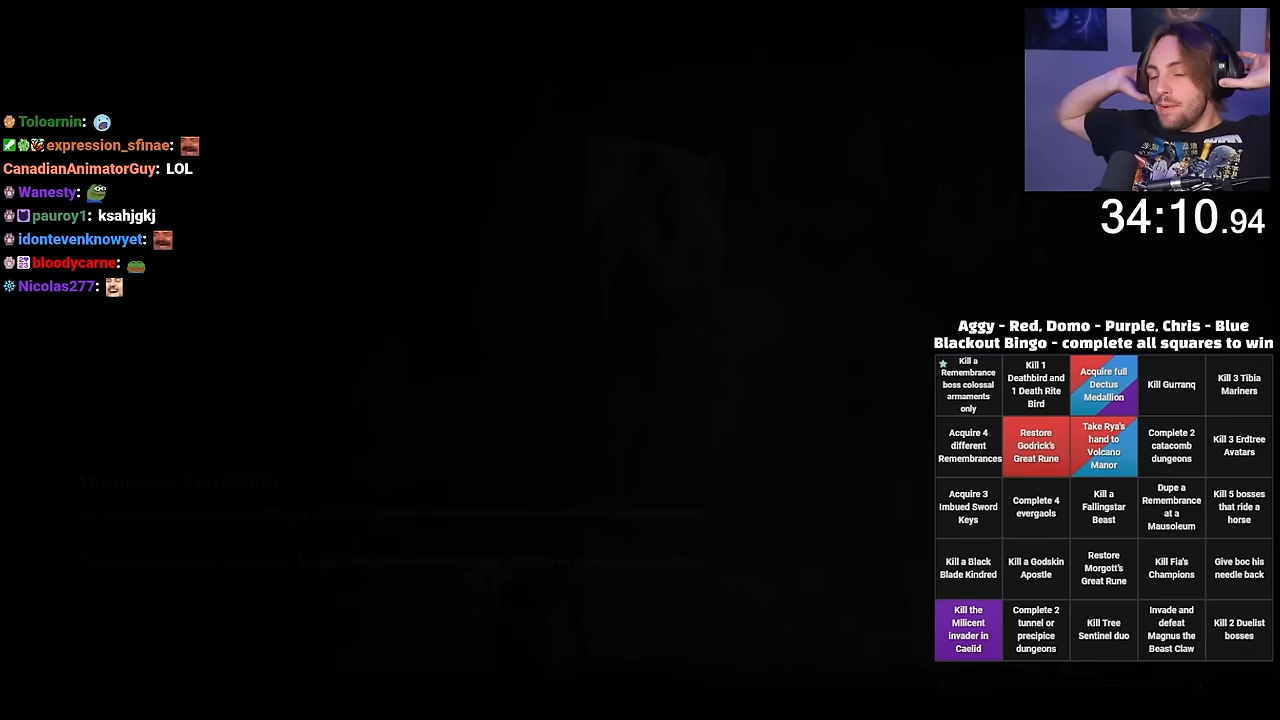 Toloarnin:
expression_sfinae:
CanadianAnimatorGuy: LOL
Wanesty:
pauroy1: ksahjgkj
idontevenknowyet:
bloodycarne:
Nicolas277:
34:10.94
Aggy - Red, Domo - Purple, Chris - Blue
Blackout Bingo - complete all squares to win
Kill a
Remembrance
boss colossal
armaments
only
Kill 1
Deathbird and
1 Death Rite
Bird
Acquire full
Dectus
Medallion
Kill Gurranq
Kill 3 Tibia
Mariners
Acquire 4
different
Remembrances
Restore
Godrick's
Great Rune
Take Rya's
hand to
Volcano
Manor
Complete 2
catacomb
dungeons
Kill 3 Erdtree
Avatars
Acquire 3
Imbued Sword
Keys
Complete 4
evergaols
Kill a
Fallingstar
Beast
Dupe a
Remembrance
at a
Mausoleum
Kill 5 bosses
that ride a
horse
Kill a Black
Blade Kindred
Kill a Godskin
Apostle
Restore
Morgott's
Great Rune
Kill Fia's
Champions
Give boc his
needle back
Kill the
Milicent
invader in
Caelid
Complete 2
tunnel or
precipice
dungeons
Kill Tree
Sentinel duo
Invade and
defeat
Magnus the
Beast Claw
Kill 2 Duelist
bosses